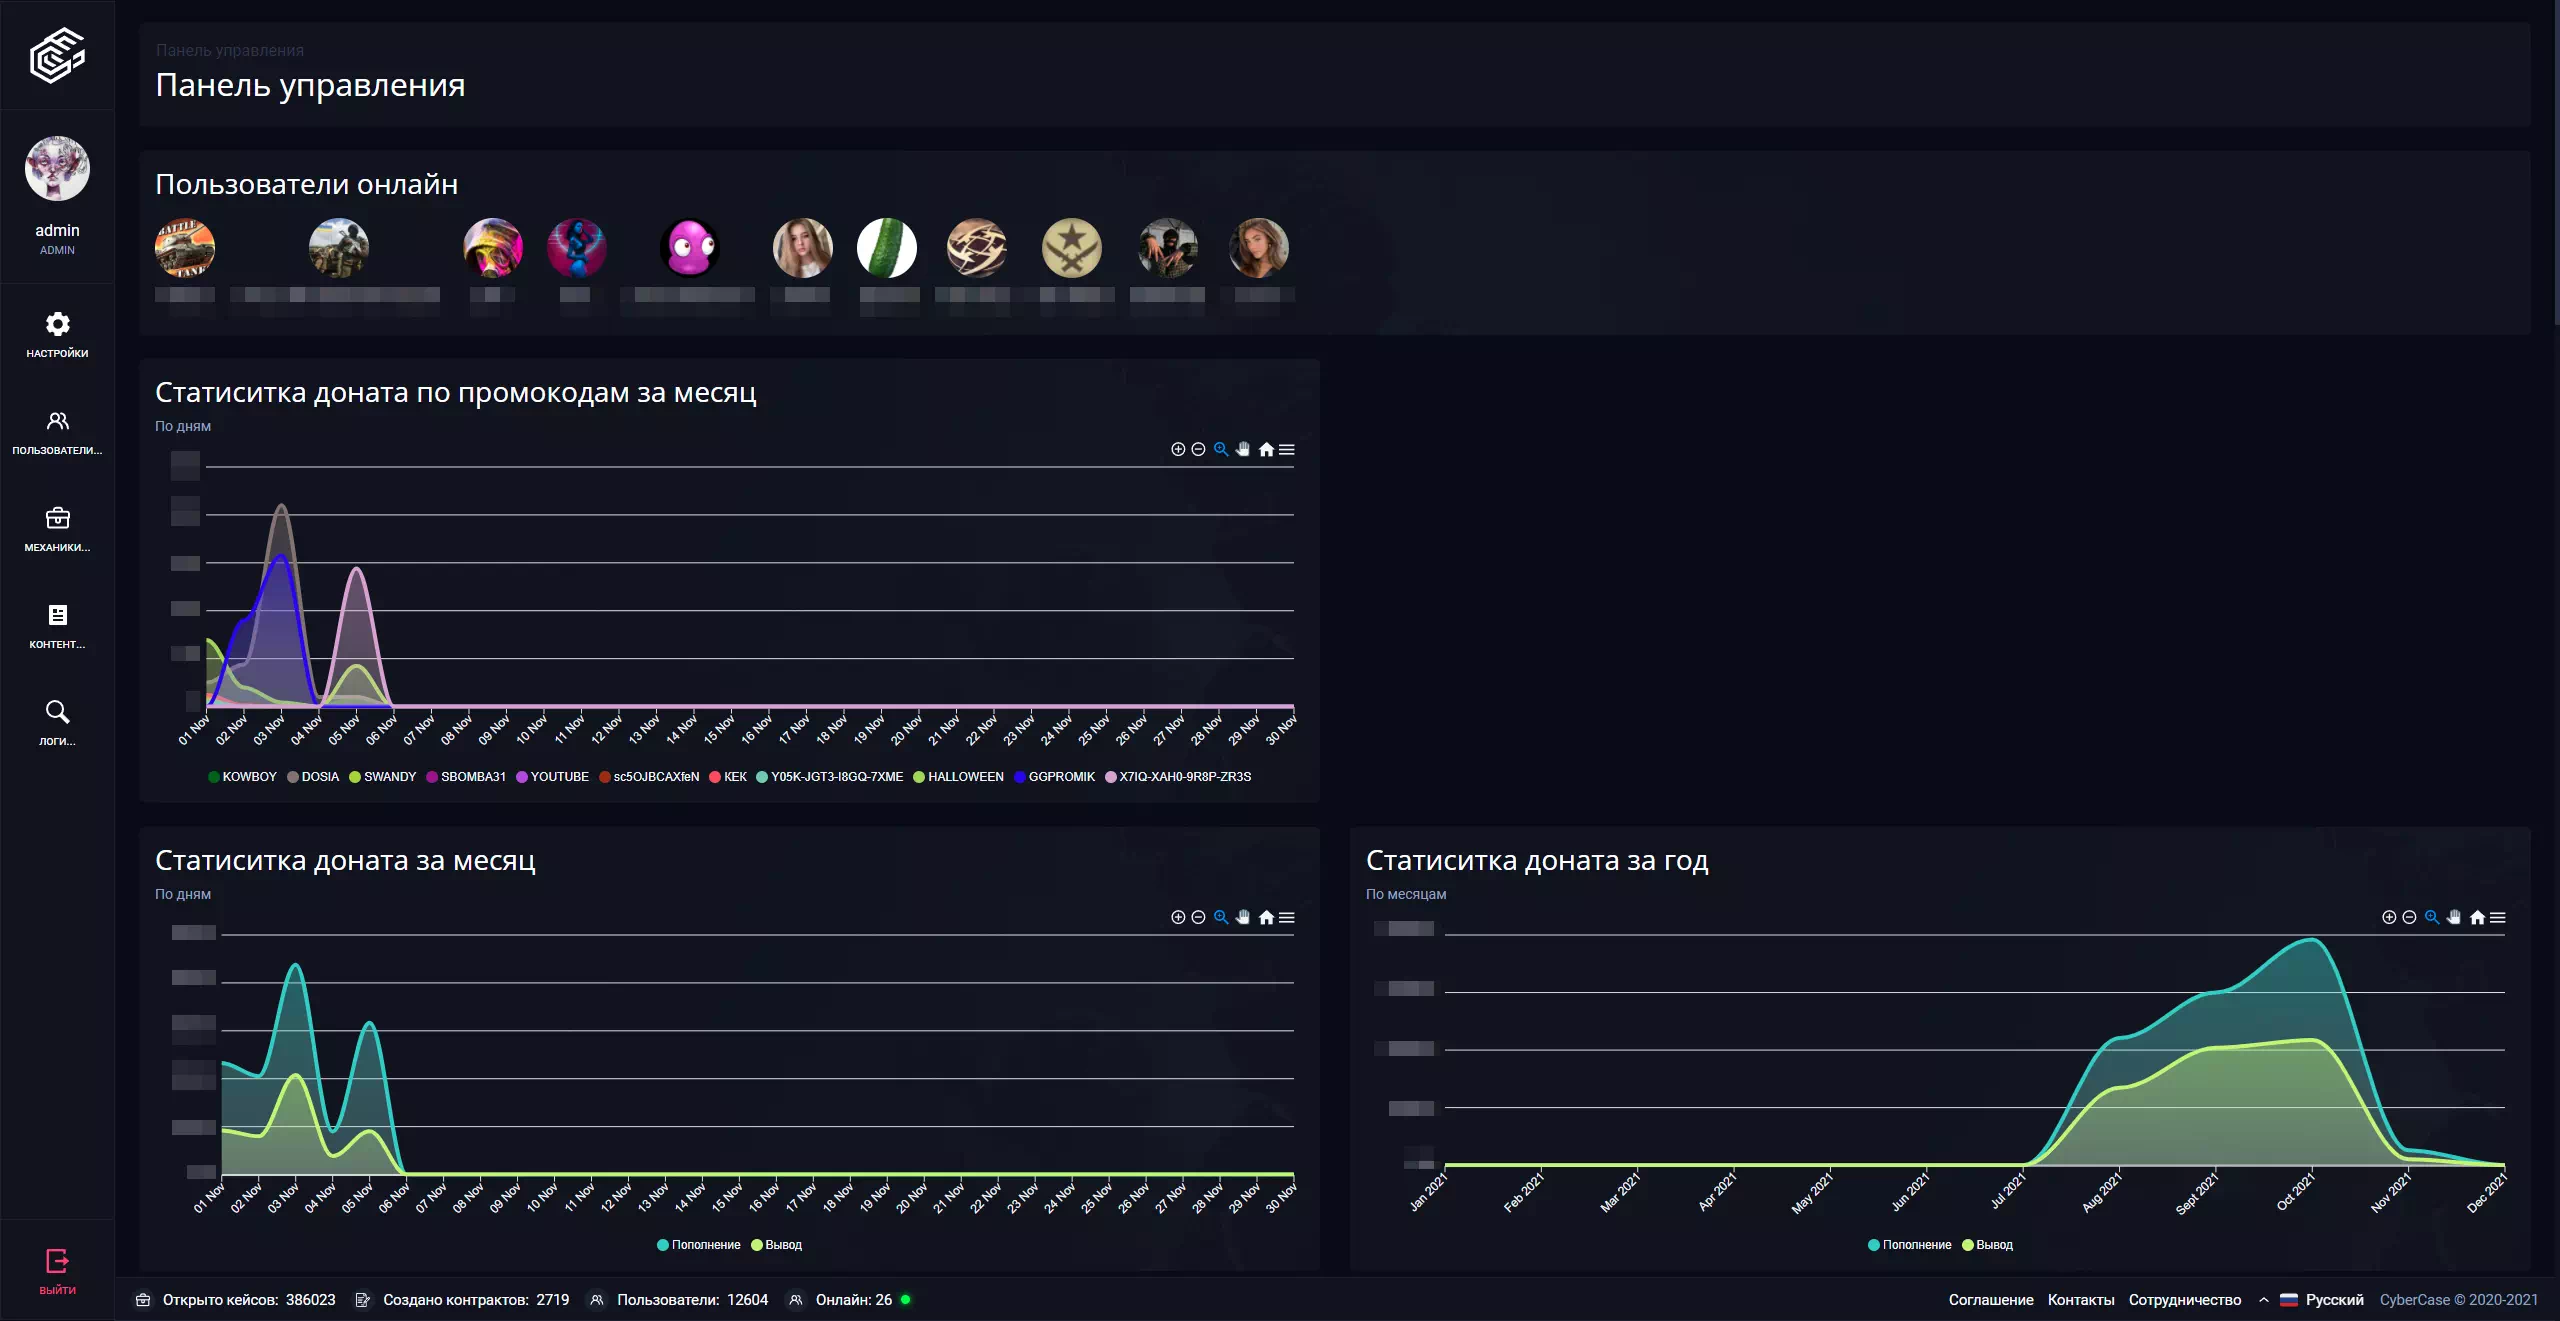 Панель управления
Панель управления
admin
ADMIN
НАСТРОЙКИ
ПОЛЬЗОВАТЕЛИ...
МЕХАНИКИ...
КОНТЕНТ...
ЛОГИ...
ВЫЙТИ
Пользователи онлайн
BATTLE
TANK
Статиситка доната по промокодам за месяц
По дням
01 Nov 02 Nov 03 Nov 04 Nov 05 Nov 06 Nov 07 Nov 08 Nov 09 Nov 10 Nov 11 Nov 12 Nov 13 Nov 14 Nov 15 Nov 16 Nov 17 Nov 18 Nov 19 Nov 20 Nov 21 Nov 22 Nov 23 Nov 24 Nov 25 Nov 26 Nov 27 Nov 28 Nov 29 Nov 30 Nov
KOWBOY DOSIA SWANDY SBOMBA31 YOUTUBE sc5OJBCAXfeN КЕК Y05K-JGT3-I8GQ-7XME HALLOWEEN GGPROMIK X7IQ-XAH0-9R8P-ZR3S
Статиситка доната за месяц
По дням
01 Nov 02 Nov 03 Nov 04 Nov 05 Nov 06 Nov 07 Nov 08 Nov 09 Nov 10 Nov 11 Nov 12 Nov 13 Nov 14 Nov 15 Nov 16 Nov 17 Nov 18 Nov 19 Nov 20 Nov 21 Nov 22 Nov 23 Nov 24 Nov 25 Nov 26 Nov 27 Nov 28 Nov 29 Nov 30 Nov
Пополнение Вывод
Статиситка доната за год
По месяцам
Jan 2021 Feb 2021 Mar 2021 Apr 2021 May 2021 Jun 2021 Jul 2021 Aug 2021 Sept 2021 Oct 2021 Nov 2021 Dec 2021
Пополнение Вывод
Открыто кейсов: 386023 Создано контрактов: 2719 Пользователи: 12604 Онлайн: 26
Соглашение Контакты Сотрудничество Русский CyberCase © 2020-2021